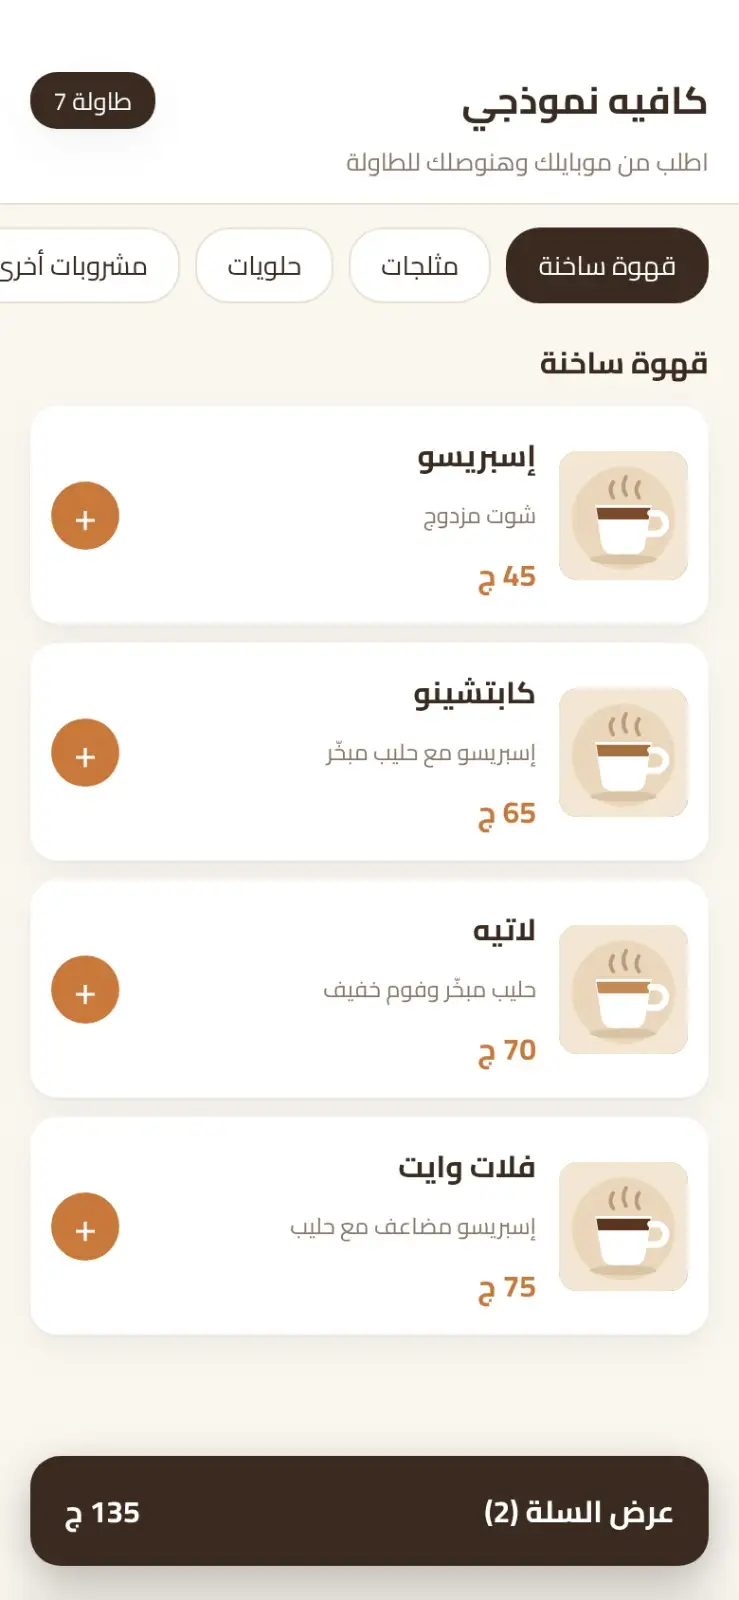 كافيه نموذجي
طاولة 7
اطلب من موبايلك وهنوصلك للطاولة
قهوة ساخنة
مثلجات
حلويات
مشروبات أخرى
قهوة ساخنة
إسبريسو
شوت مزدوج
45 ج
+
كابتشينو
إسبريسو مع حليب مبخّر
65 ج
+
لاتيه
حليب مبخّر وفوم خفيف
70 ج
+
فلات وايت
إسبريسو مضاعف مع حليب
75 ج
+
عرض السلة (2)
135 ج